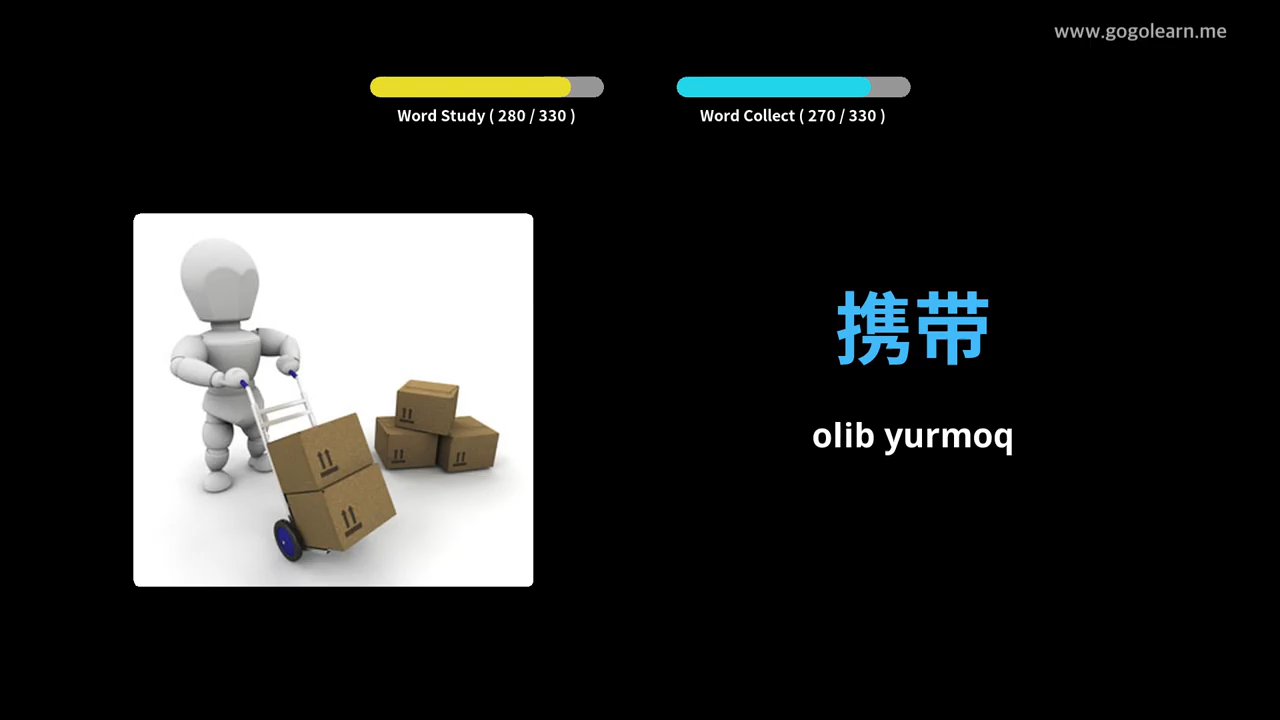 www.gogolearn.me
Word Study ( 280 / 330 )
Word Collect ( 270 / 330 )
携带
olib yurmoq